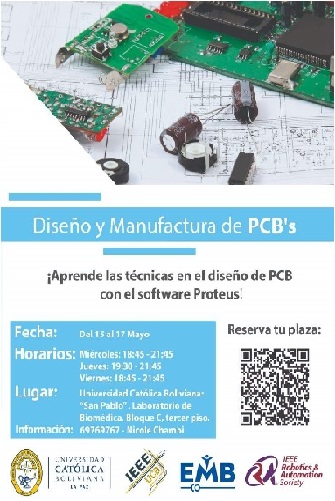 Diseño y Manufactura de PCB's
¡Aprende las técnicas en el diseño de PCB
con el software Proteus!
Fecha: Del 15 al 17 Mayo
Reserva tu plaza:
Horarios: Miércoles: 18:45 - 21:45
Jueves: 19:30 - 21:45
Viernes: 18:45 - 21:45
Lugar: Universidad Católica Boliviana
"San Pablo". Laboratorio de
Biomédica. Bloque C, tercer piso.
Información: 69769767 - Nicole Chambi
UNIVERSIDAD
CATÓLICA
BOLIVIANA
LA PAZ
IEEE
UCB
EMB
IEEE
Robotics &
Automation
Society